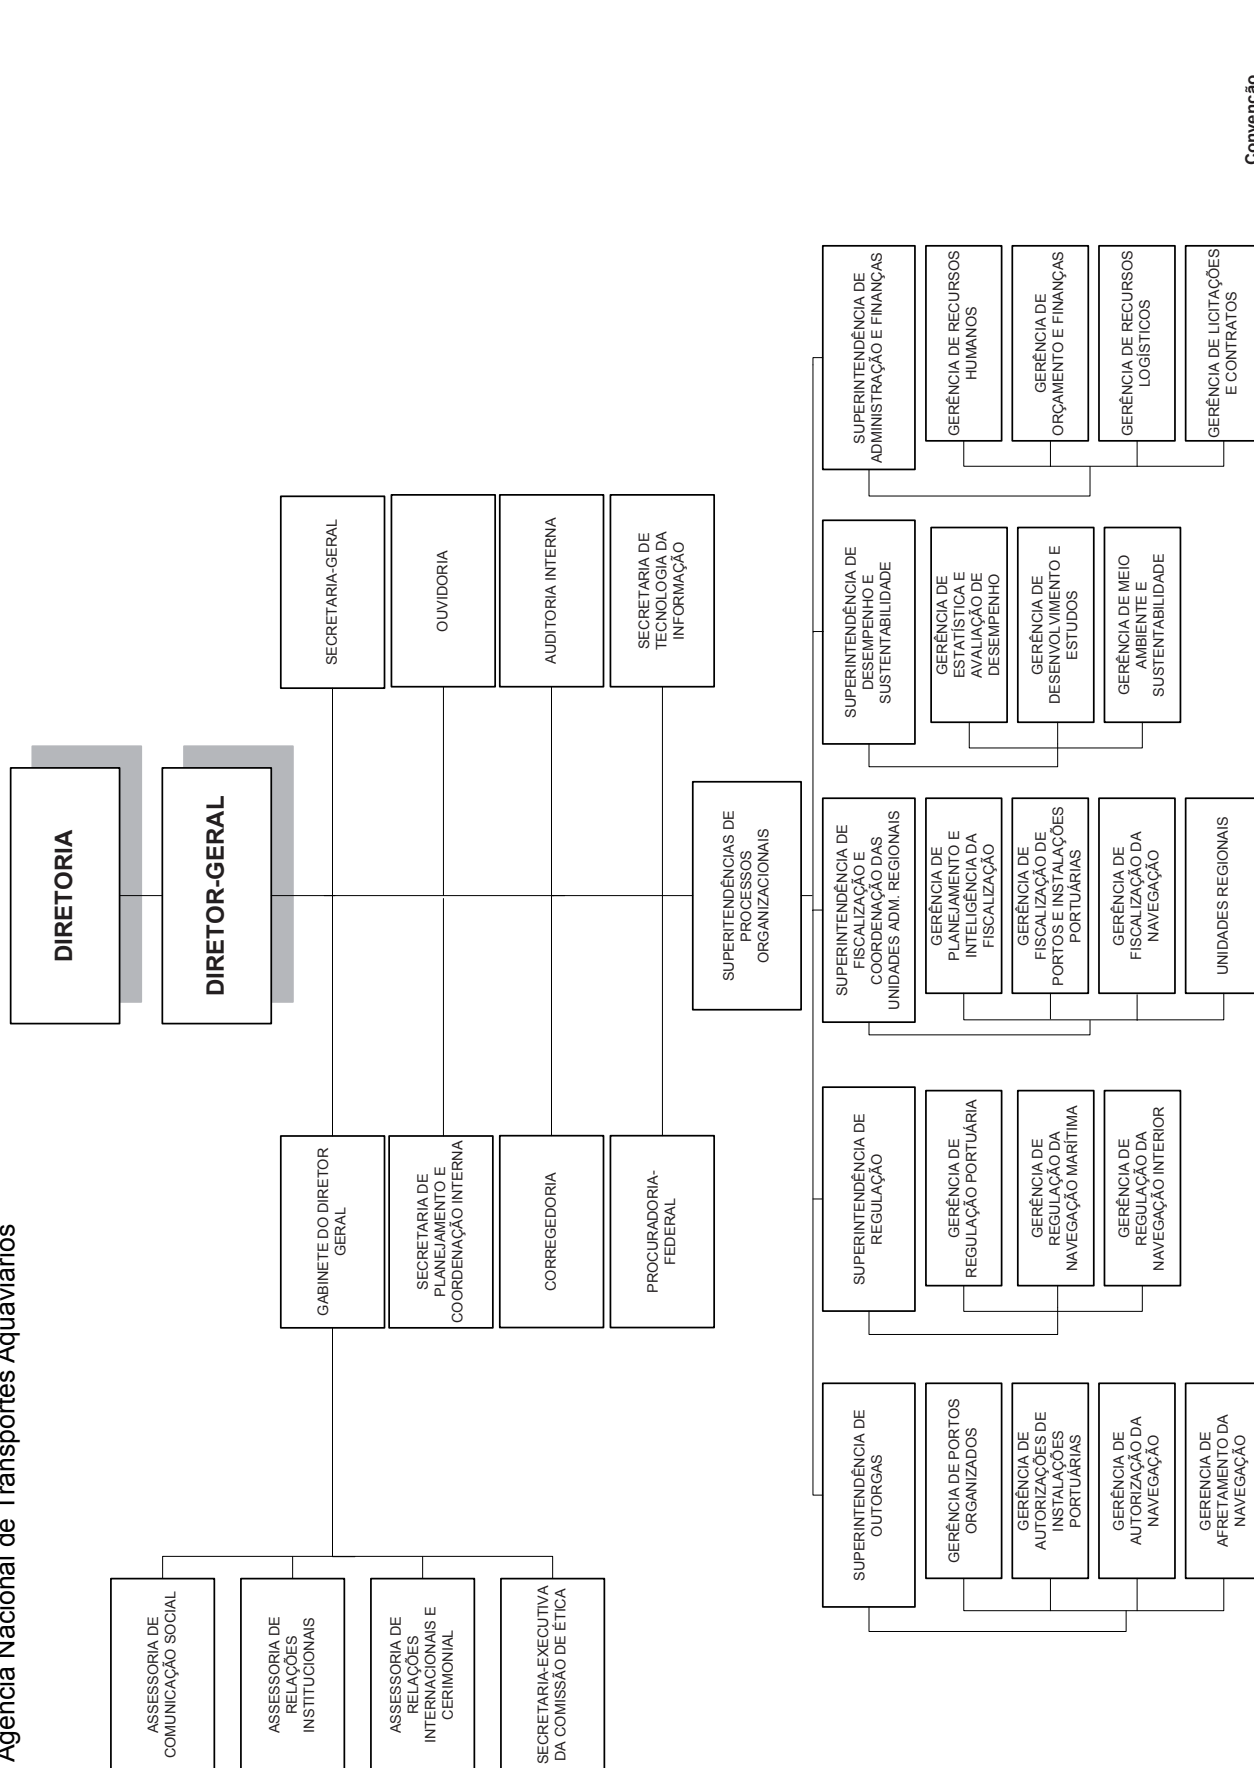 Agência Nacional de Transportes Aquaviários
DIRETORIA
DIRETOR-GERAL
ASSESSORIA DE
COMUNICAÇÃO SOCIAL
ASSESSORIA DE
RELAÇÕES
INSTITUCIONAIS
ASSESSORIA DE
RELAÇÕES
INTERNACIONAIS E
CERIMONIAL
SECRETARIA-EXECUTIVA
DA COMISSÃO DE ÉTICA
GABINETE DO DIRETOR
GERAL
SECRETARIA-GERAL
SECRETARIA DE
PLANEJAMENTO E
COORDENAÇÃO INTERNA
OUVIDORIA
CORREGEDORIA
AUDITORIA INTERNA
PROCURADORIA-
FEDERAL
SECRETARIA DE
TECNOLOGIA DA
INFORMAÇÃO
SUPERITENDÊNCIAS DE
PROCESSOS
ORGANIZACIONAIS
SUPERINTENDÊNCIA DE
OUTORGAS
GERÊNCIA DE PORTOS
ORGANIZADOS
GERÊNCIA DE
AUTORIZAÇÕES DE
INSTALAÇÕES
PORTUÁRIAS
GERÊNCIA DE
AUTORIZAÇÃO DA
NAVEGAÇÃO
GERENCIA DE
AFRETAMENTO DA
NAVEGAÇÃO
SUPERINTENDÊNCIA DE
REGULAÇÃO
GERÊNCIA DE
REGULAÇÃO PORTUÁRIA
GERÊNCIA DE
REGULAÇÃO DA
NAVEGAÇÃO MARÍTIMA
GERÊNCIA DE
REGULAÇÃO DA
NAVEGAÇÃO INTERIOR
SUPERINTENDÊNCIA DE
FISCALIZAÇÃO E
COORDENAÇÃO DAS
UNIDADES ADM. REGIONAIS
GERÊNCIA DE
PLANEJAMENTO E
INTELIGÊNCIA DA
FISCALIZAÇÃO
GERÊNCIA DE
FISCALIZAÇÃO DE
PORTOS E INSTALAÇÕES
PORTUÁRIAS
GERÊNCIA DE
FISCALIZAÇÃO DA
NAVEGAÇÃO
UNIDADES REGIONAIS
SUPERINTENDÊNCIA DE
DESEMPENHO E
SUSTENTABILIDADE
GERÊNCIA DE
ESTATÍSTICA E
AVALIAÇÃO DE
DESEMPENHO
GERÊNCIA DE
DESENVOLVIMENTO E
ESTUDOS
GERÊNCIA DE MEIO
AMBIENTE E
SUSTENTABILIDADE
SUPERINTENDÊNCIA DE
ADMINISTRAÇÃO E FINANÇAS
GERÊNCIA DE RECURSOS
HUMANOS
GERÊNCIA DE
ORÇAMENTO E FINANÇAS
GERÊNCIA DE RECURSOS
LOGÍSTICOS
GERÊNCIA DE LICITAÇÕES
E CONTRATOS
Convenção